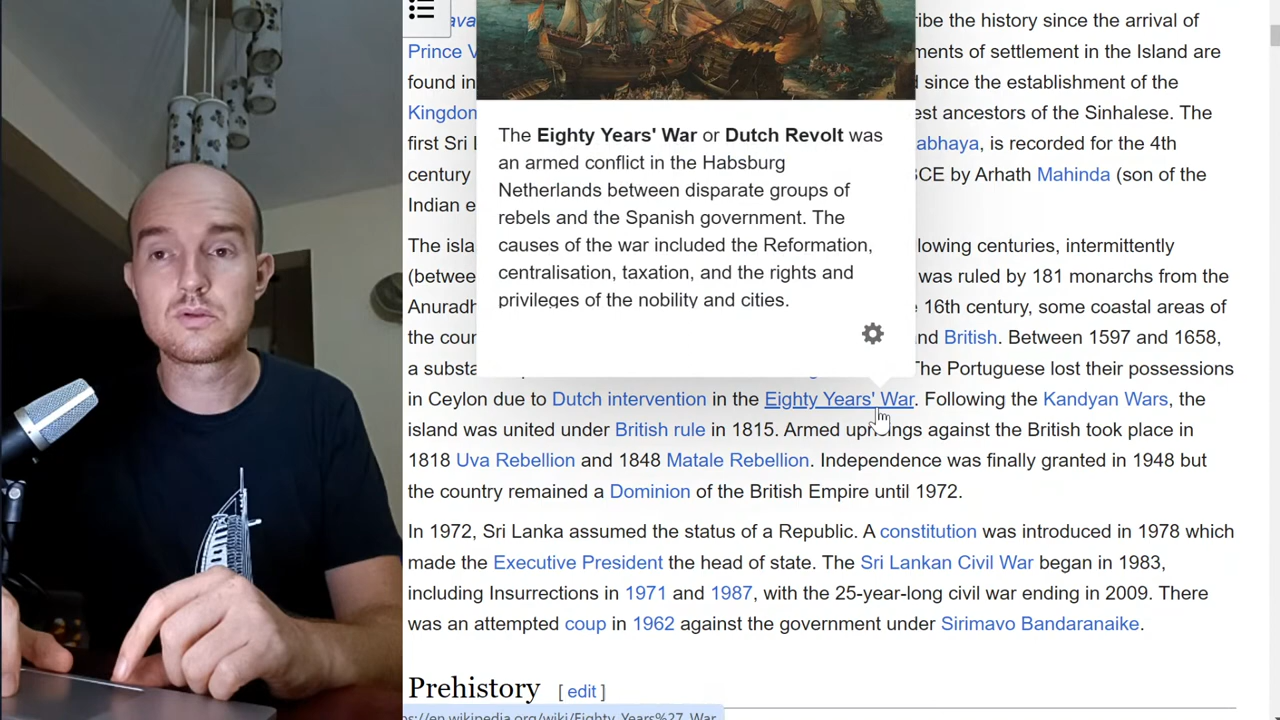 ava
ribe the history since the arrival of
Prince V
ments of settlement in the Island are
found in
d since the establishment of the
Kingdon
est ancestors of the Sinhalese. The
first Sri L
abhaya, is recorded for the 4th
century
BCE by Arhath Mahinda (son of the
Indian e
The isla
lowing centuries, intermittently
(betwee
was ruled by 181 monarchs from the
Anuradh
16th century, some coastal areas of
the cour
nd British. Between 1597 and 1658,
a substa
The Portuguese lost their possessions
The Eighty Years' War or Dutch Revolt was
an armed conflict in the Habsburg
Netherlands between disparate groups of
rebels and the Spanish government. The
causes of the war included the Reformation,
centralisation, taxation, and the rights and
privileges of the nobility and cities.
in Ceylon due to Dutch intervention in the Eighty Years' War. Following the Kandyan Wars, the
island was united under British rule in 1815. Armed uprisings against the British took place in
1818 Uva Rebellion and 1848 Matale Rebellion. Independence was finally granted in 1948 but
the country remained a Dominion of the British Empire until 1972.
In 1972, Sri Lanka assumed the status of a Republic. A constitution was introduced in 1978 which
made the Executive President the head of state. The Sri Lankan Civil War began in 1983,
including Insurrections in 1971 and 1987, with the 25-year-long civil war ending in 2009. There
was an attempted coup in 1962 against the government under Sirimavo Bandaranaike.
Prehistory [ edit ]
ps://en.wikipedia.org/wiki/Eighty_Years%27_War